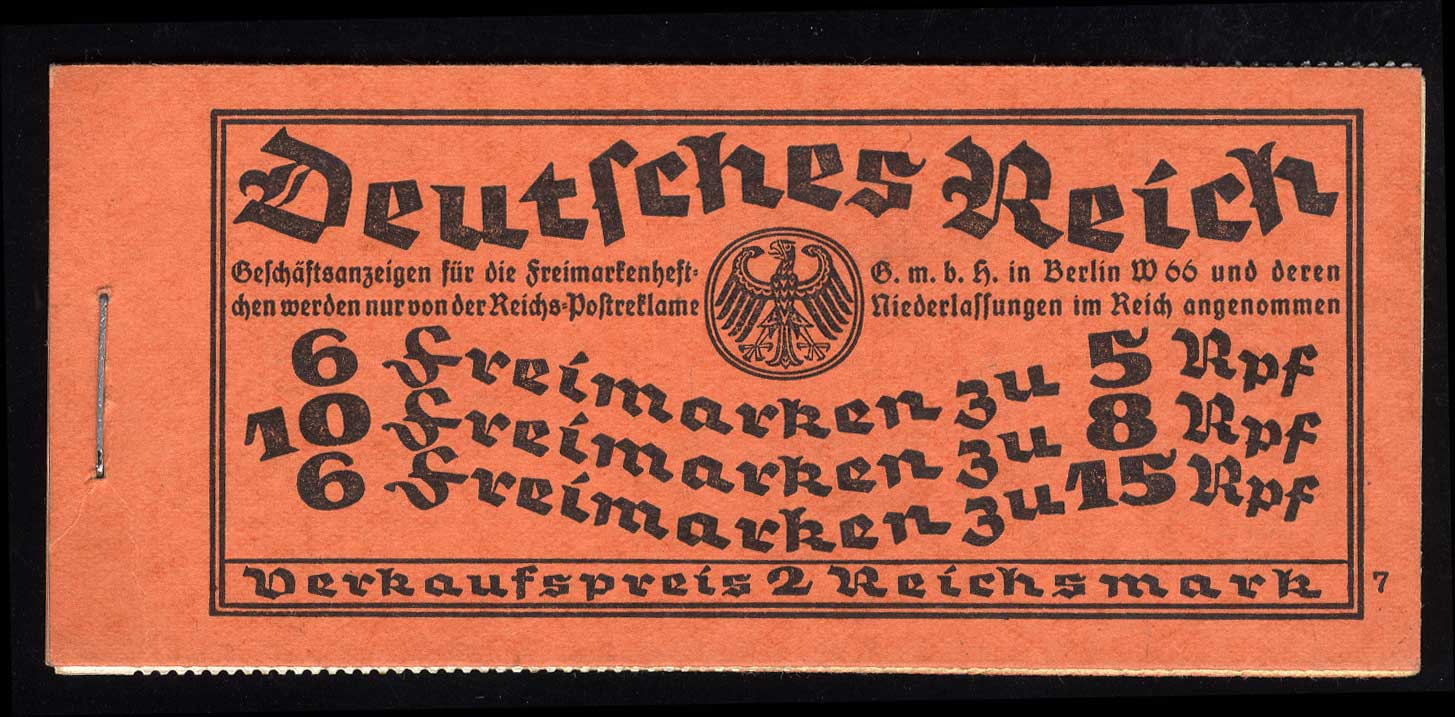 Deutsches Reich
Geschäftsanzeigen für die Freimarkenheft-
chen werden nur von der Reichs-Postreklame
G. m. b. H. in Berlin W 66 und deren
Niederlassungen im Reich angenommen
6 Freimarken zu 5 Rpf
10 Freimarken zu 8 Rpf
6 Freimarken zu 15 Rpf
Verkaufspreis 2 Reichsmark
7